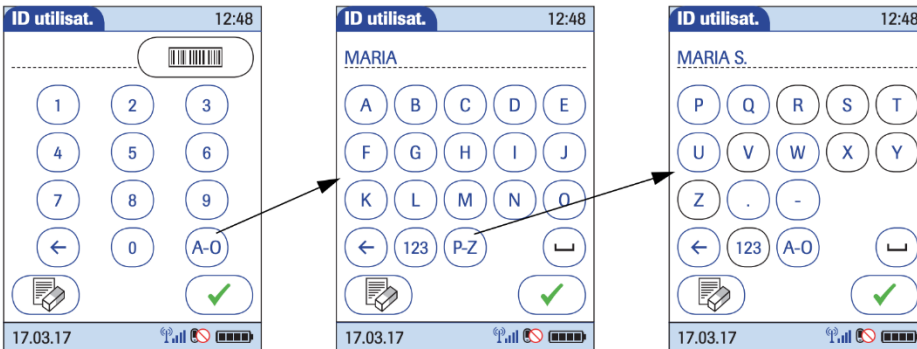 ID utilisat. 12:48
1 2 3
4 5 6
7 8 9
← 0 A-O
17.03.17
ID utilisat. 12:48
MARIA
A B C D E
F G H I J
K L M N O
← 123 P-Z
17.03.17
ID utilisat. 12:48
MARIA S.
P Q R S T
U V W X Y
Z . -
← 123 A-O
17.03.17